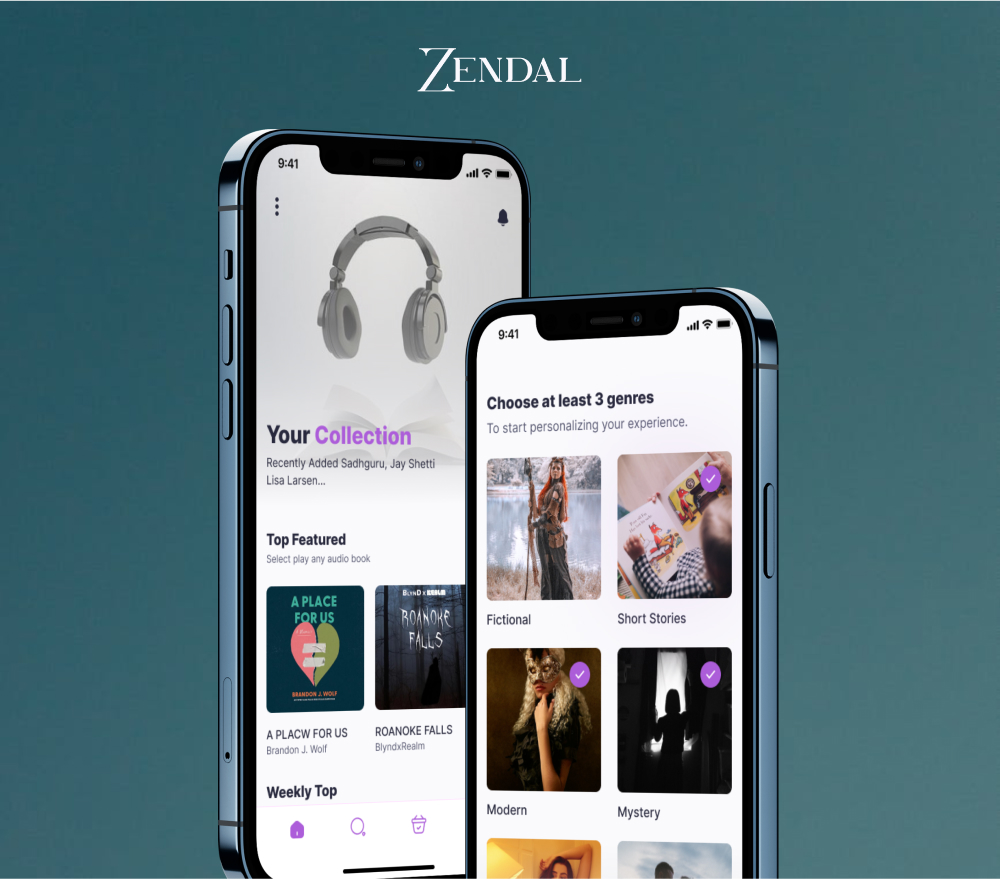 ZENDAL
9:41
Your Collection
Recently Added Sadhguru, Jay Shetti
Lisa Larsen...
Top Featured
Select play any audio book
A PLACE
FOR US
BRANDON J. WOLF
BLYND X REALM
ROANOKE
FALLS
A PLACW FOR US
Brandon J. Wolf
ROANOKE FALLS
BlyndxRealm
Weekly Top
9:41
Choose at least 3 genres
To start personalizing your experience.
Fictional
Short Stories
Modern
Mystery